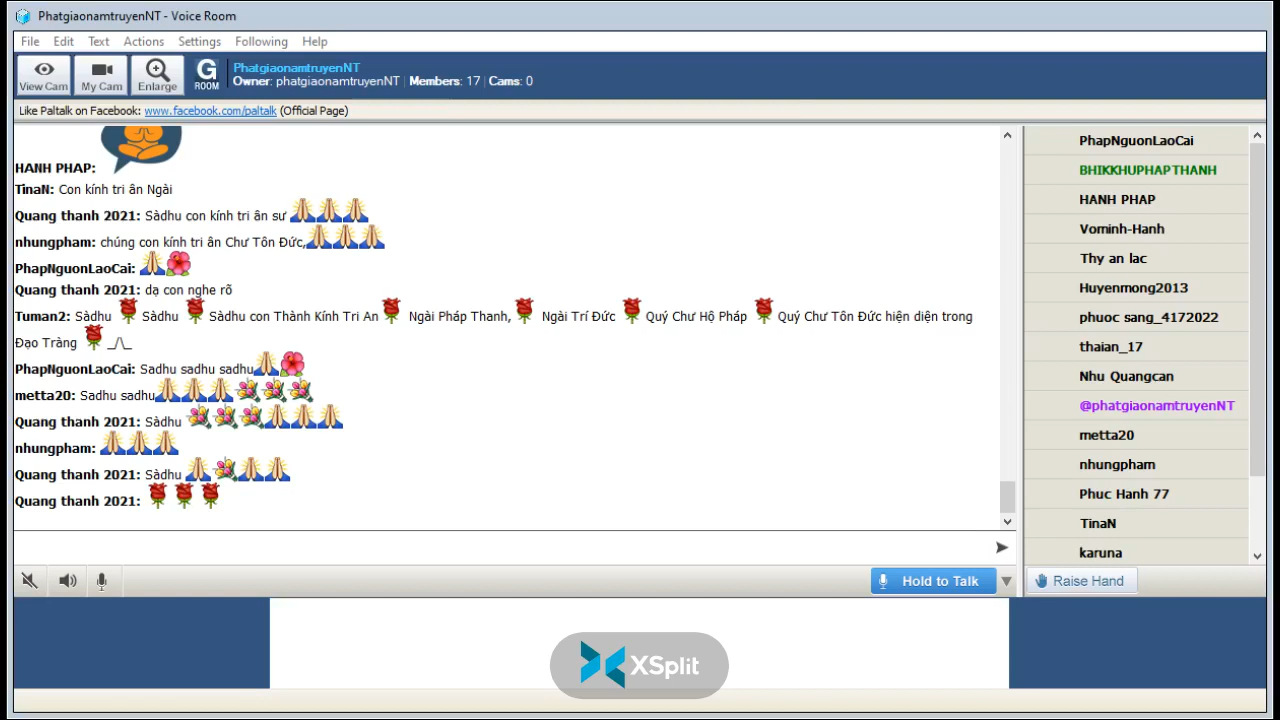 PhatgiaonamtruyenNT - Voice Room
File Edit Text Actions Settings Following Help
View Cam
My Cam
Enlarge
G
ROOM
PhatgiaonamtruyenNT
Owner: phatgiaonamtruyenNT | Members: 17 | Cams: 0
Like Paltalk on Facebook: www.facebook.com/paltalk (Official Page)
HANH PHAP:
TinaN: Con kính tri ân Ngài
Quang thanh 2021: Sàdhu con kính tri ân sư
nhungpham: chúng con kính tri ân Chư Tôn Đức,
PhapNguonLaoCai:
Quang thanh 2021: dạ con nghe rõ
Tuman2: Sàdhu Sàdhu Sàdhu con Thành Kính Tri An Ngài Pháp Thanh, Ngài Trí Đức Quý Chư Hộ Pháp Quý Chư Tôn Đức hiện diện trong
Đạo Tràng _/\_
PhapNguonLaoCai: Sadhu sadhu sadhu
metta20: Sadhu sadhu
Quang thanh 2021: Sàdhu
nhungpham:
Quang thanh 2021: Sàdhu
Quang thanh 2021:
Hold to Talk
PhapNguonLaoCai
BHIKKHUPHAPTHANH
HANH PHAP
Vominh-Hanh
Thy an lac
Huyenmong2013
phuoc sang_4172022
thaian_17
Nhu Quangcan
@phatgiaonamtruyenNT
metta20
nhungpham
Phuc Hanh 77
TinaN
karuna
Raise Hand
XSplit